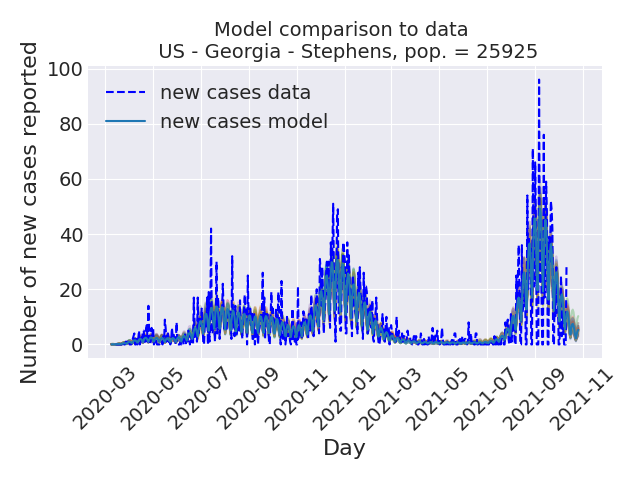 Model comparison to data
US - Georgia - Stephens, pop. = 25925
Number of new cases reported
100
80
60
40
20
0
new cases data
new cases model
2020-03
2020-05
2020-07
2020-09
2020-11
2021-01
2021-03
2021-05
2021-07
2021-09
2021-11
Day